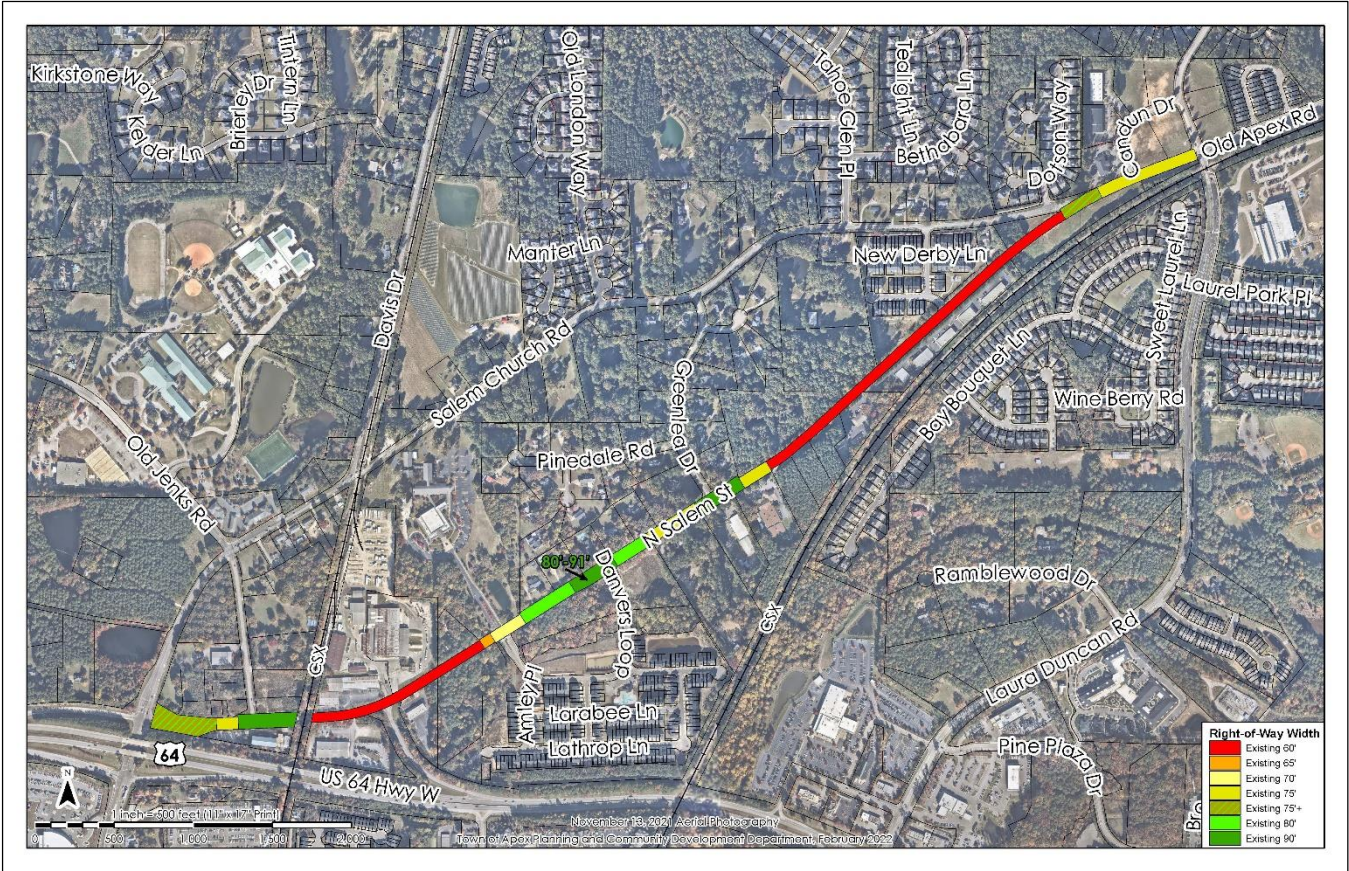 Kirkstone Way
Kelder Ln
Brierley Dr
Tintern Ln
Old London Way
Tahoe Glen Pl
Tealight Ln
Bethabara Ln
Dotson Way
Candun Dr
Old Apex Rd
Manter Ln
Davis Dr
New Derby Ln
Sweet Laurel Ln
Laurel Park Pl
Salem Church Rd
Greenlea Dr
Bay Bouquet Ln
Wine Berry Rd
Old Jenks Rd
Pinedale Rd
N Salem St
80'-91'
Danvers Loop
CSX
Ramblewood Dr
Laura Duncan Rd
CSX
Amley Pl
Larabee Ln
Lathrop Ln
Pine Plaza Dr
64
US 64 Hwy W
N
1 inch = 500 feet (11" x 17" Print)
0 500 1,000 1,500 2,000
November 13, 2021 Aerial Photography
Town of Apex Planning and Community Development Department, February 2022
Bro
Right-of-Way Width
Existing 60'
Existing 65'
Existing 70'
Existing 75'
Existing 75'+
Existing 80'
Existing 90'